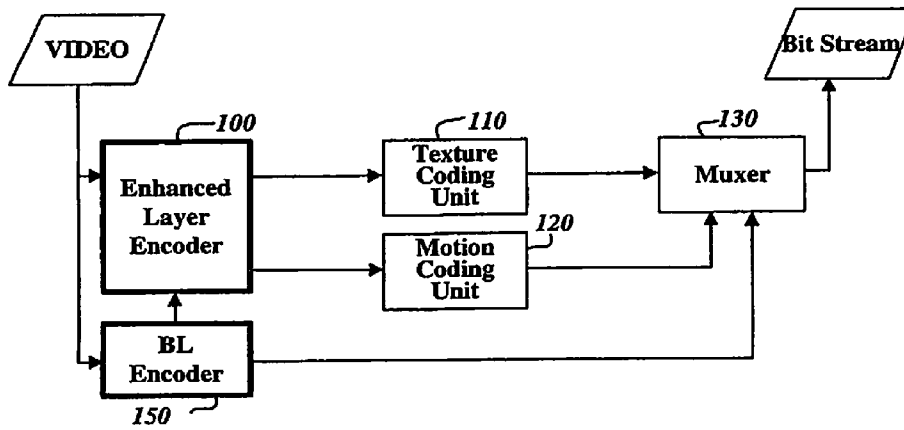 VIDEO
Bit Stream
100
110
130
Enhanced
Layer
Encoder
Texture
Coding
Unit
Muxer
120
Motion
Coding
Unit
BL
Encoder
150